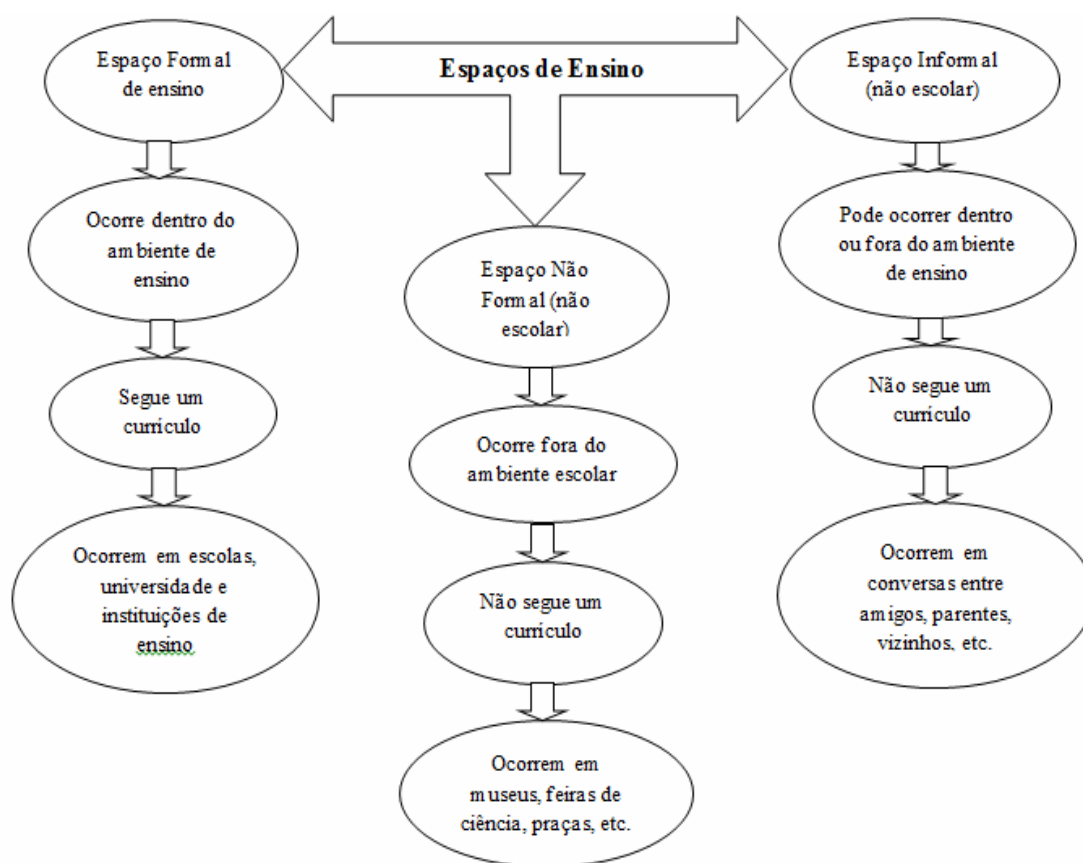 Espaços de Ensino
Espaço Formal
de ensino
Ocorre dentro do
ambiente de
ensino
Segue um
currículo
Ocorrem em escolas,
universidade e
instituições de
ensino
Espaço Não
Formal (não
escolar)
Ocorre fora do
ambiente escolar
Não segue um
currículo
Ocorrem em
museus, feiras de
ciência, praças, etc.
Espaço Informal
(não escolar)
Pode ocorrer dentro
ou fora do ambiente
de ensino
Não segue um
currículo
Ocorrem em
conversas entre
amigos, parentes,
vizinhos, etc.